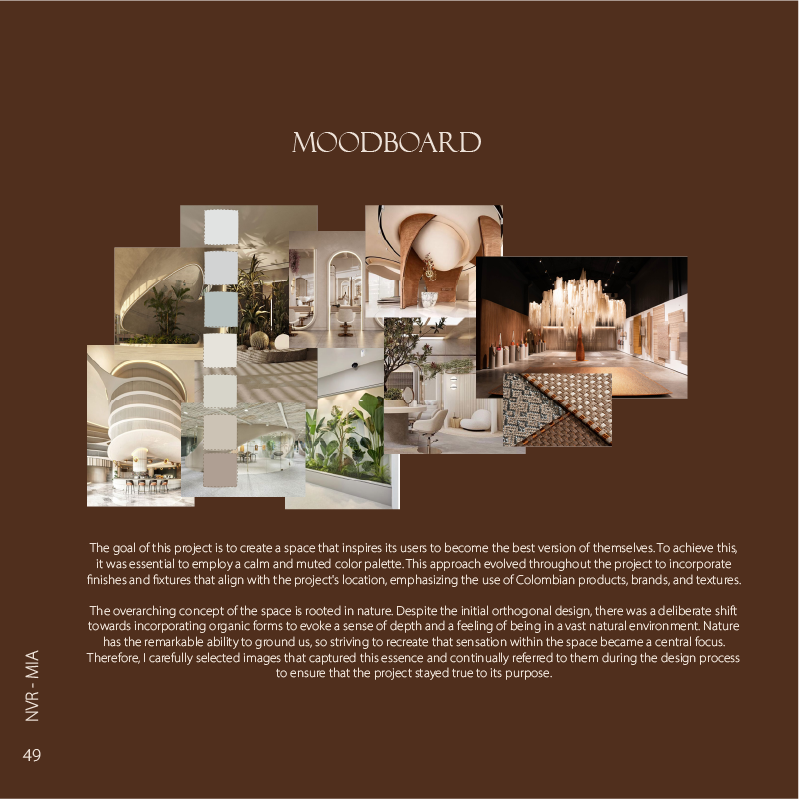 MOODBOARD
The goal of this project is to create a space that inspires its users to become the best version of themselves. To achieve this,
it was essential to employ a calm and muted color palette. This approach evolved throughout the project to incorporate
finishes and fixtures that align with the project's location, emphasizing the use of Colombian products, brands, and textures.
The overarching concept of the space is rooted in nature. Despite the initial orthogonal design, there was a deliberate shift
towards incorporating organic forms to evoke a sense of depth and a feeling of being in a vast natural environment. Nature
has the remarkable ability to ground us, so striving to recreate that sensation within the space became a central focus.
Therefore, I carefully selected images that captured this essence and continually referred to them during the design process
to ensure that the project stayed true to its purpose.
NVR - MIA
49